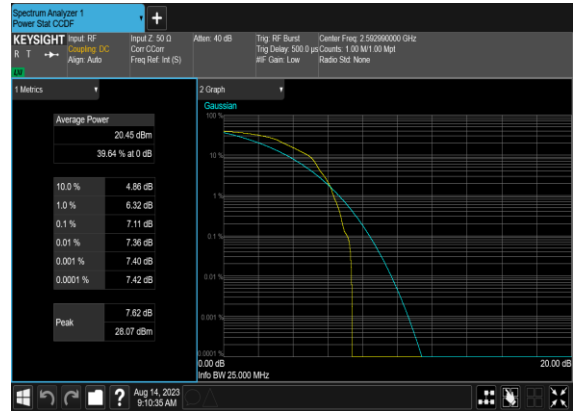 Spectrum Analyzer 1
Power Stat CCDF
+
KEYSIGHT
R T
LW
Input: RF
Coupling: DC
Align: Auto
Input Z: 50 Ω
Corr CCorr
Freq Ref: Int (S)
Atten: 40 dB
Trig: RF Burst
Trig Delay: 500.0 µs
#IF Gain: Low
Center Freq: 2.592990000 GHz
Counts: 1.00 M/1.00 Mpt
Radio Std: None
1 Metrics
Average Power
20.45 dBm
39.64 % at 0 dB
10.0 % 4.86 dB
1.0 % 6.32 dB
0.1 % 7.11 dB
0.01 % 7.36 dB
0.001 % 7.40 dB
0.0001 % 7.42 dB
Peak
7.62 dB
28.07 dBm
2 Graph
Gaussian
100 %
10 %
1 %
0.1 %
0.01 %
0.001 %
0.0001 %
0.00 dB 20.00 dB
Info BW 25.000 MHz
?
Aug 14, 2023
9:10:35 AM